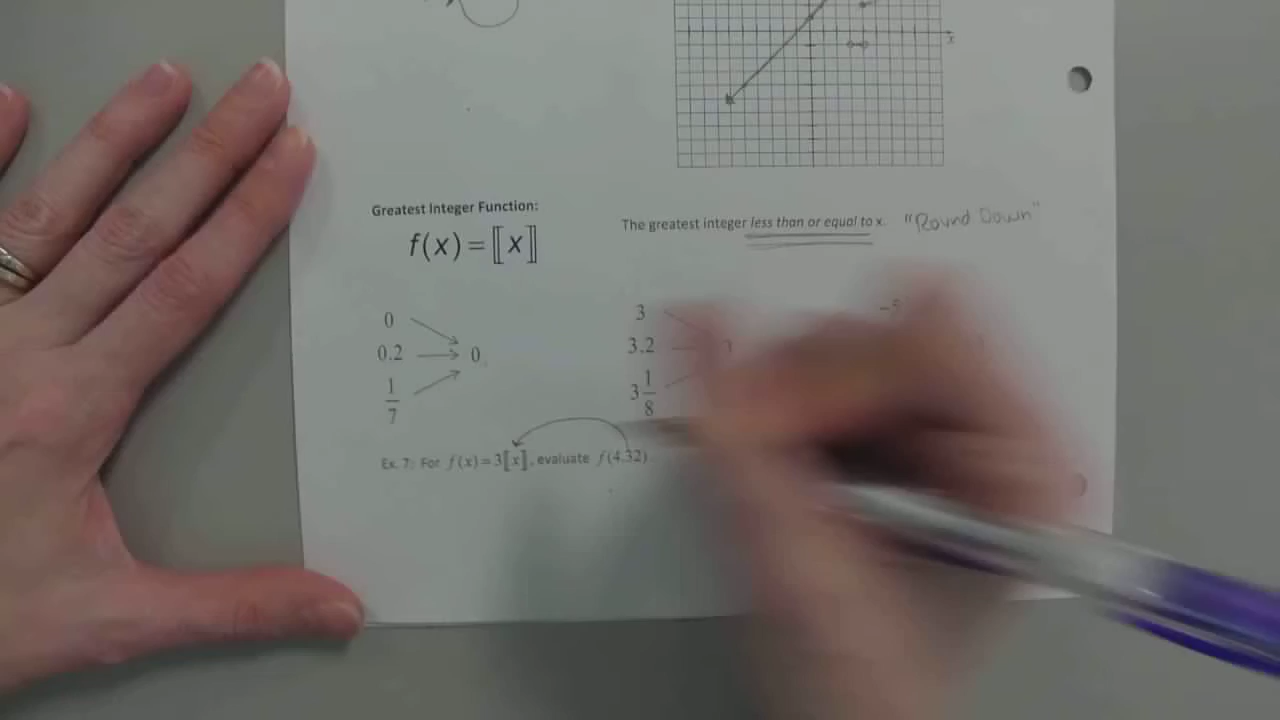 x
Greatest Integer Function:
The greatest integer less than or equal to x. "Round Down"
f(x) = ⟦x⟧
0
0.2 0
1/7
3
3.2
3 1/8
Ex. 7: For f(x) = 3⟦x⟧, evaluate f(4.32).